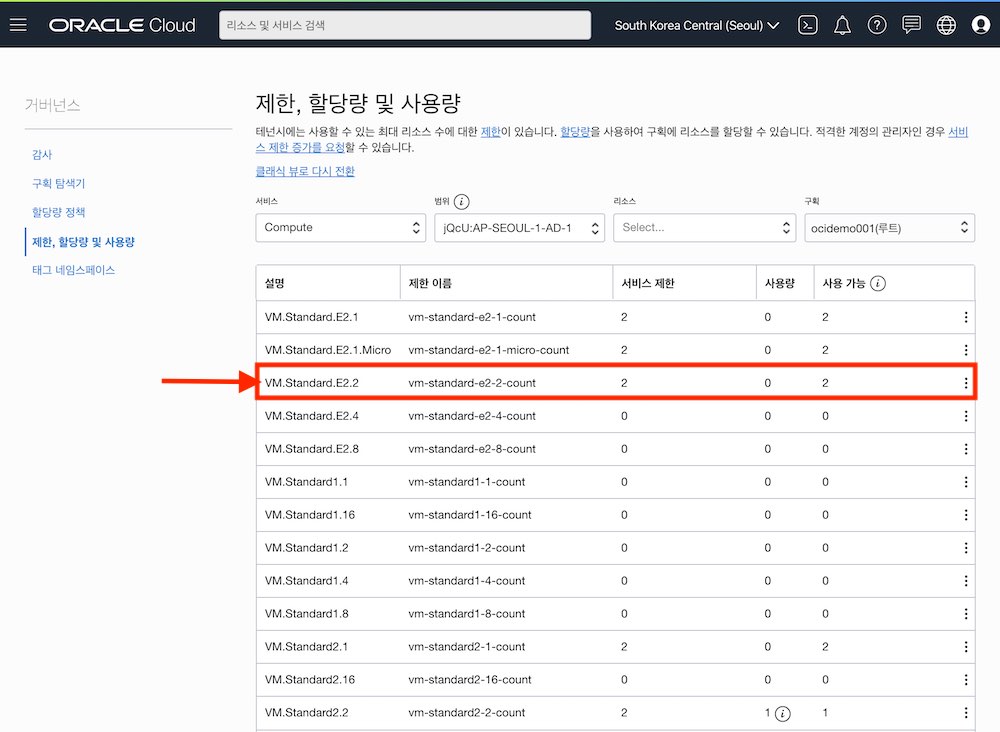 ORACLE Cloud 리소스 및 서비스 검색 South Korea Central (Seoul)
거버넌스
감사
구획 탐색기
할당량 정책
제한, 할당량 및 사용량
태그 네임스페이스
제한, 할당량 및 사용량
테넌시에는 사용할 수 있는 최대 리소스 수에 대한 제한이 있습니다. 할당량을 사용하여 구획에 리소스를 할당할 수 있습니다. 적격한 계정의 관리자인 경우 서비
스 제한 증가를 요청할 수 있습니다.
클래식 뷰로 다시 전환
서비스 범위 i 리소스 구획
Compute jQcU:AP-SEOUL-1-AD-1 Select... ocidemo001(루트)
설명 제한 이름 서비스 제한 사용량 사용 가능 i
VM.Standard.E2.1 vm-standard-e2-1-count 2 0 2
VM.Standard.E2.1.Micro vm-standard-e2-1-micro-count 2 0 2
VM.Standard.E2.2 vm-standard-e2-2-count 2 0 2
VM.Standard.E2.4 vm-standard-e2-4-count 0 0 0
VM.Standard.E2.8 vm-standard-e2-8-count 0 0 0
VM.Standard1.1 vm-standard1-1-count 0 0 0
VM.Standard1.16 vm-standard1-16-count 0 0 0
VM.Standard1.2 vm-standard1-2-count 0 0 0
VM.Standard1.4 vm-standard1-4-count 0 0 0
VM.Standard1.8 vm-standard1-8-count 0 0 0
VM.Standard2.1 vm-standard2-1-count 2 0 2
VM.Standard2.16 vm-standard2-16-count 0 0 0
VM.Standard2.2 vm-standard2-2-count 2 1 i 1